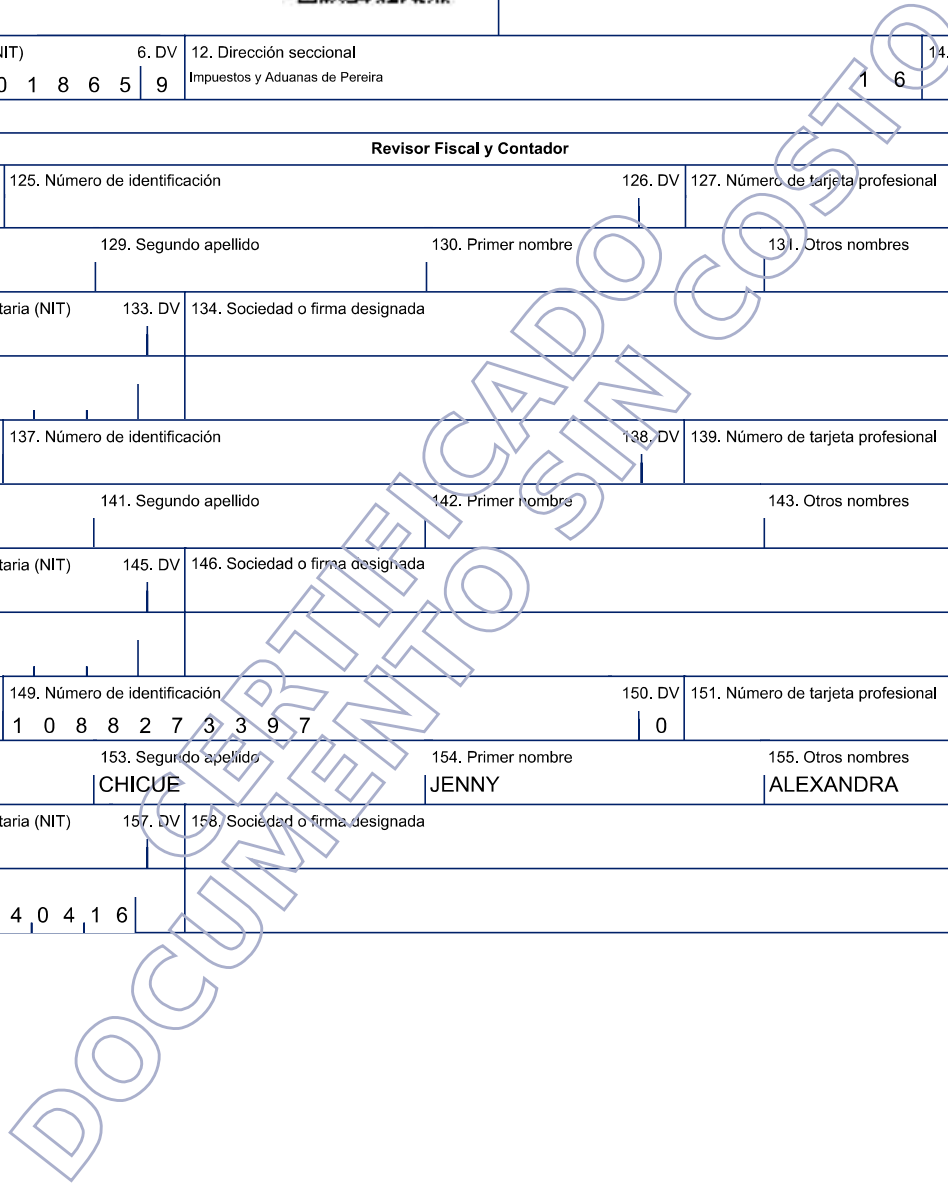 NIT) 6. DV 12. Dirección seccional 14.
0 1 8 6 5 9 Impuestos y Aduanas de Pereira 1 6
Revisor Fiscal y Contador
125. Número de identificación 126. DV 127. Número de tarjeta profesional
129. Segundo apellido 130. Primer nombre 131. Otros nombres
taria (NIT) 133. DV 134. Sociedad o firma designada
137. Número de identificación 138. DV 139. Número de tarjeta profesional
141. Segundo apellido 142. Primer nombre 143. Otros nombres
taria (NIT) 145. DV 146. Sociedad o firma designada
149. Número de identificación 150. DV 151. Número de tarjeta profesional
1 0 8 8 2 7 3 3 9 7 0
153. Segundo apellido 154. Primer nombre 155. Otros nombres
CHICUE JENNY ALEXANDRA
taria (NIT) 157. DV 158. Sociedad o firma designada
4 0 4 1 6
CERTIFICADO
DOCUMENTO SIN COSTO